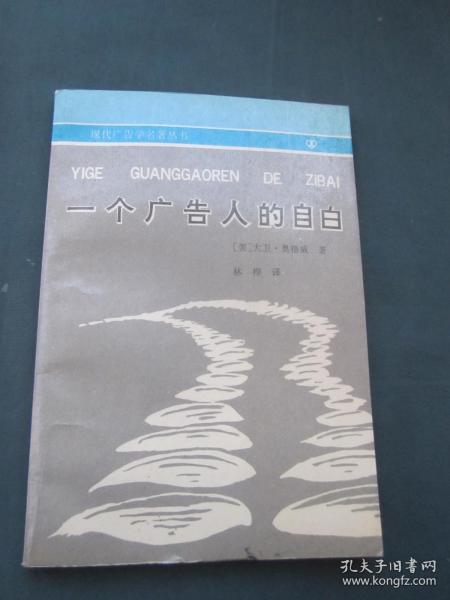 现代广告学名著丛书
YIGE GUANGGAOREN DE ZIBAI
一个广告人的自白
[美]大卫·奥格威 著
林桦 译
孔夫子旧书网
www.kongfz.com